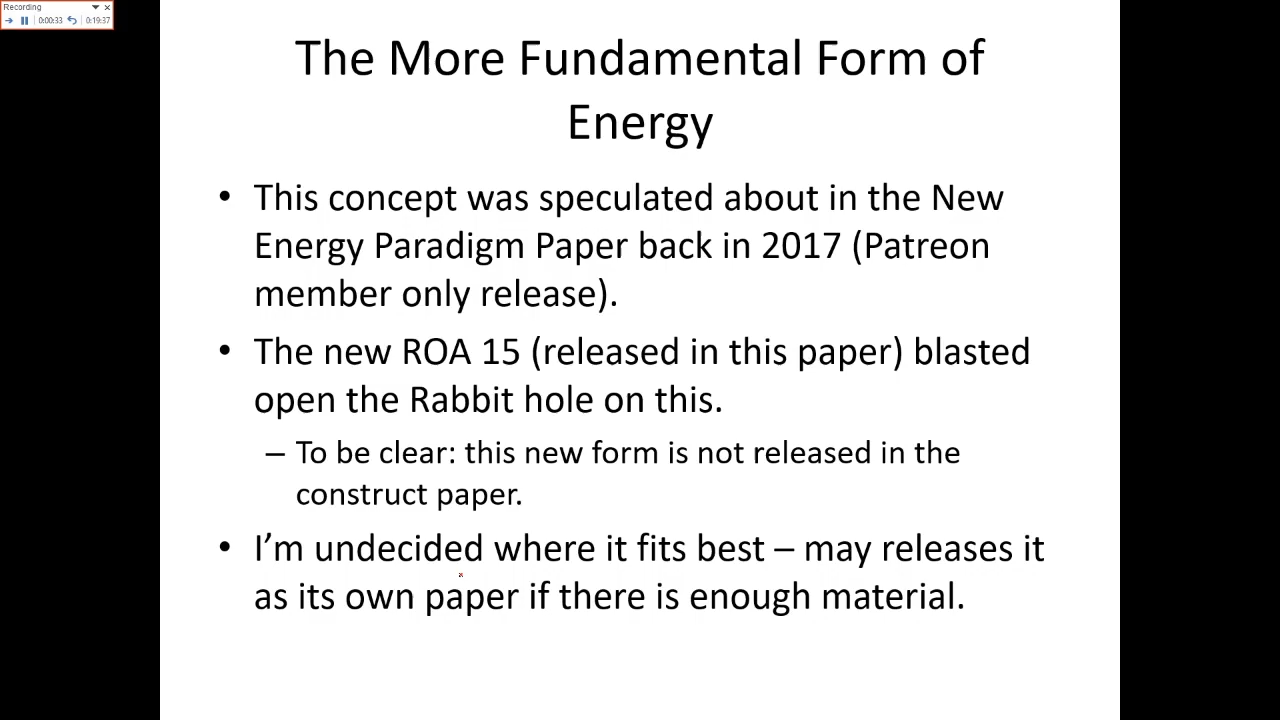 Recording
0:00:33 0:19:37
The More Fundamental Form of
Energy
• This concept was speculated about in the New
Energy Paradigm Paper back in 2017 (Patreon
member only release).
• The new ROA 15 (released in this paper) blasted
open the Rabbit hole on this.
– To be clear: this new form is not released in the
construct paper.
• I’m undecided where it fits best – may releases it
as its own paper if there is enough material.